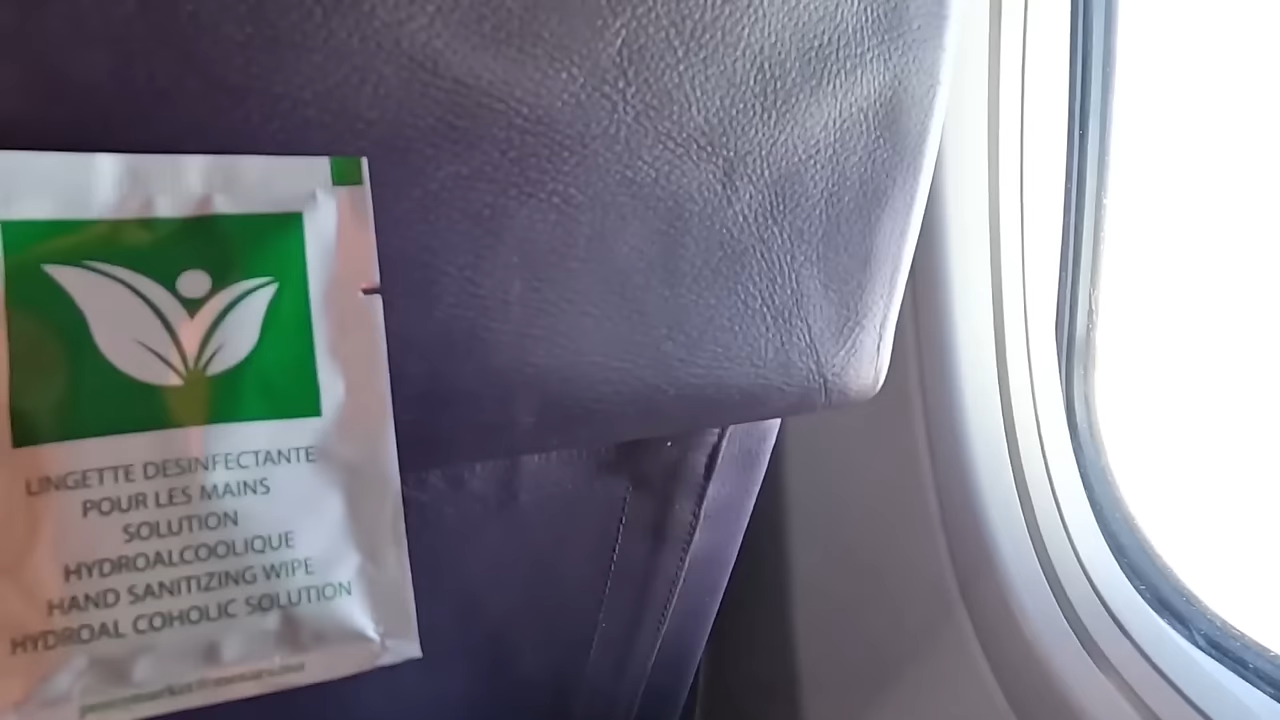 LINGETTE DESINFECTANTE
POUR LES MAINS
SOLUTION
HYDROALCOOLIQUE
HAND SANITIZING WIPE
HYDROAL COHOLIC SOLUTION